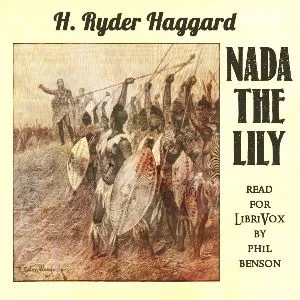 H. Ryder Haggard
NADA
THE
LILY
READ
FOR
LIBRIVOX
BY
PHIL
BENSON